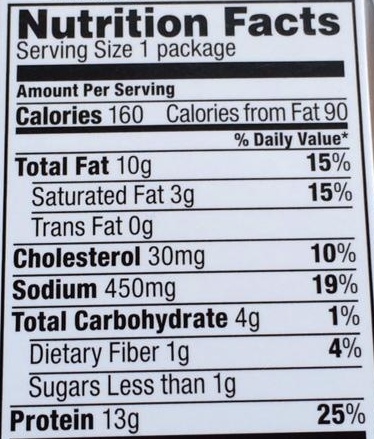 Nutrition Facts
Serving Size 1 package
Amount Per Serving
Calories 160 Calories from Fat 90
% Daily Value*
Total Fat 10g 15%
Saturated Fat 3g 15%
Trans Fat 0g
Cholesterol 30mg 10%
Sodium 450mg 19%
Total Carbohydrate 4g 1%
Dietary Fiber 1g 4%
Sugars Less than 1g
Protein 13g 25%